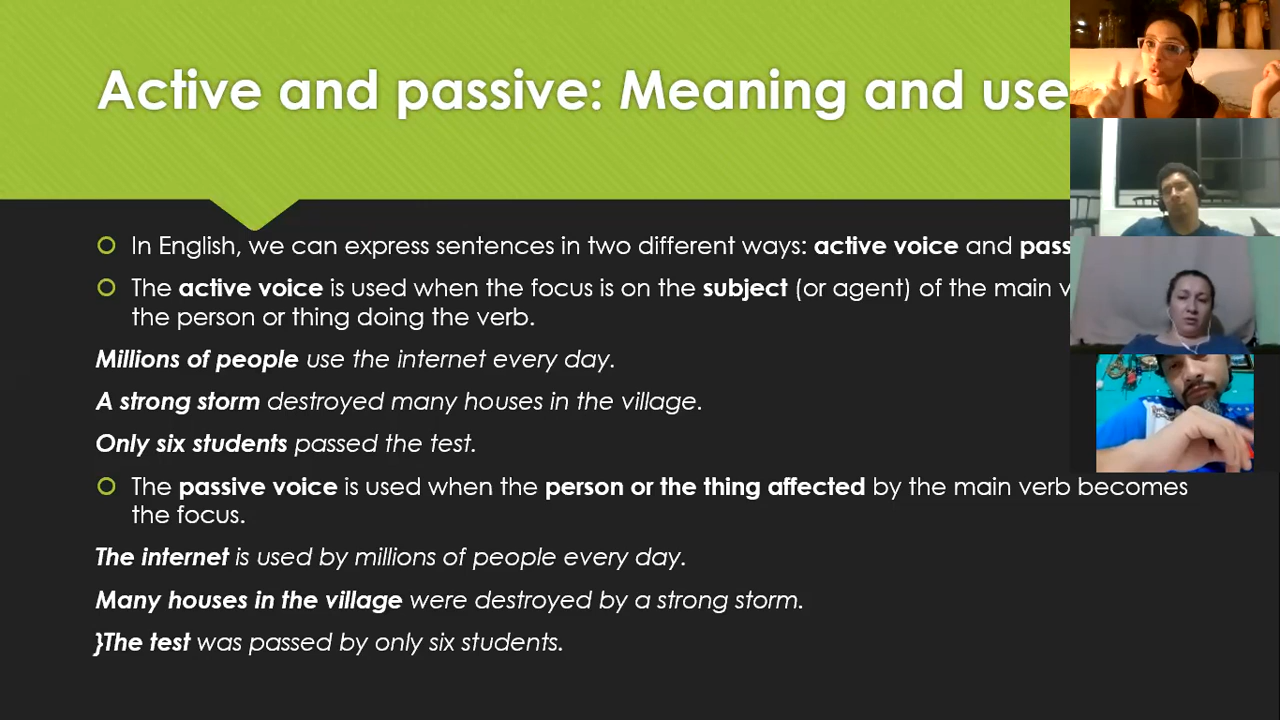 Active and passive: Meaning and use
In English, we can express sentences in two different ways: active voice and pass
The active voice is used when the focus is on the subject (or agent) of the main v
the person or thing doing the verb.
Millions of people use the internet every day.
A strong storm destroyed many houses in the village.
Only six students passed the test.
The passive voice is used when the person or the thing affected by the main verb becomes
the focus.
The internet is used by millions of people every day.
Many houses in the village were destroyed by a strong storm.
}The test was passed by only six students.